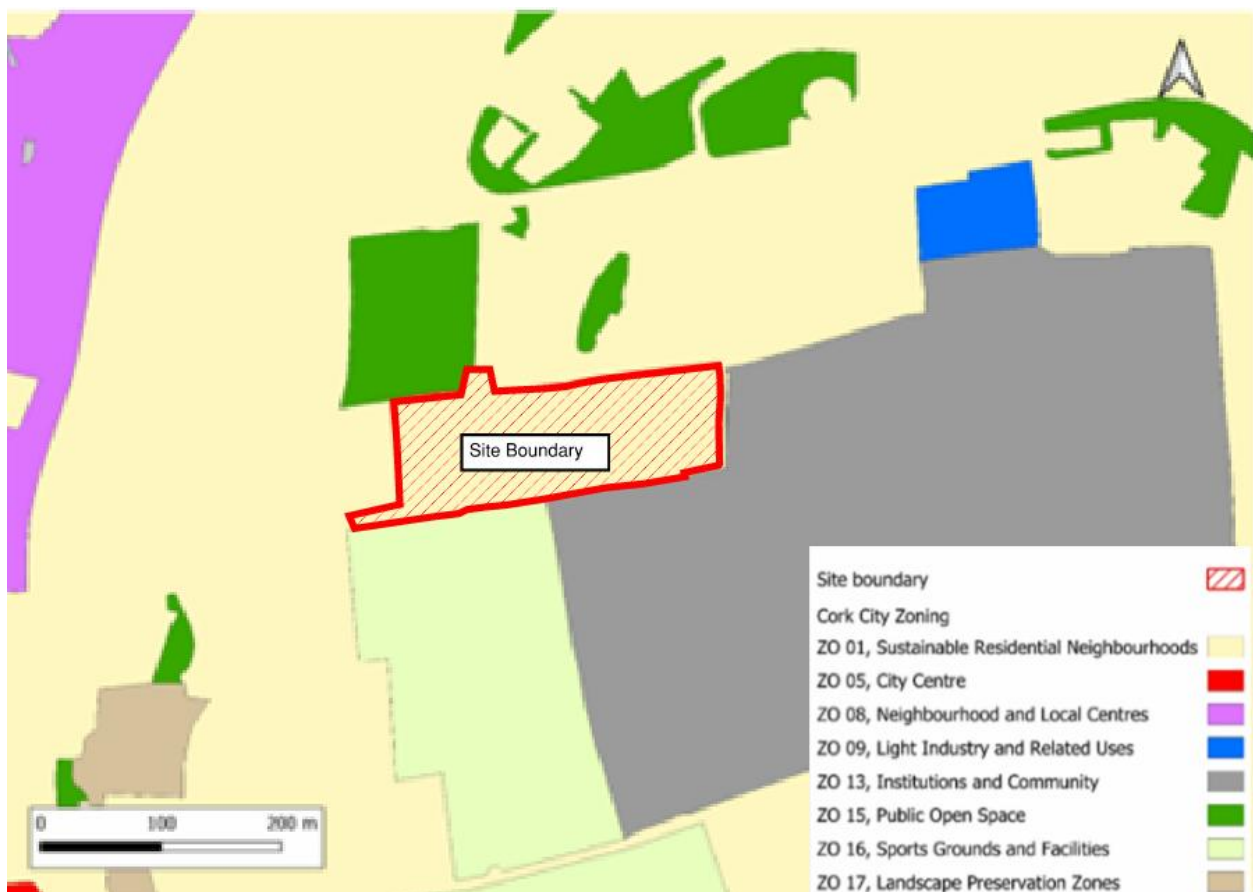 Site Boundary
Site boundary
Cork City Zoning
ZO 01, Sustainable Residential Neighbourhoods
ZO 05, City Centre
ZO 08, Neighbourhood and Local Centres
ZO 09, Light Industry and Related Uses
ZO 13, Institutions and Community
ZO 15, Public Open Space
ZO 16, Sports Grounds and Facilities
ZO 17, Landscape Preservation Zones
0 100 200 m